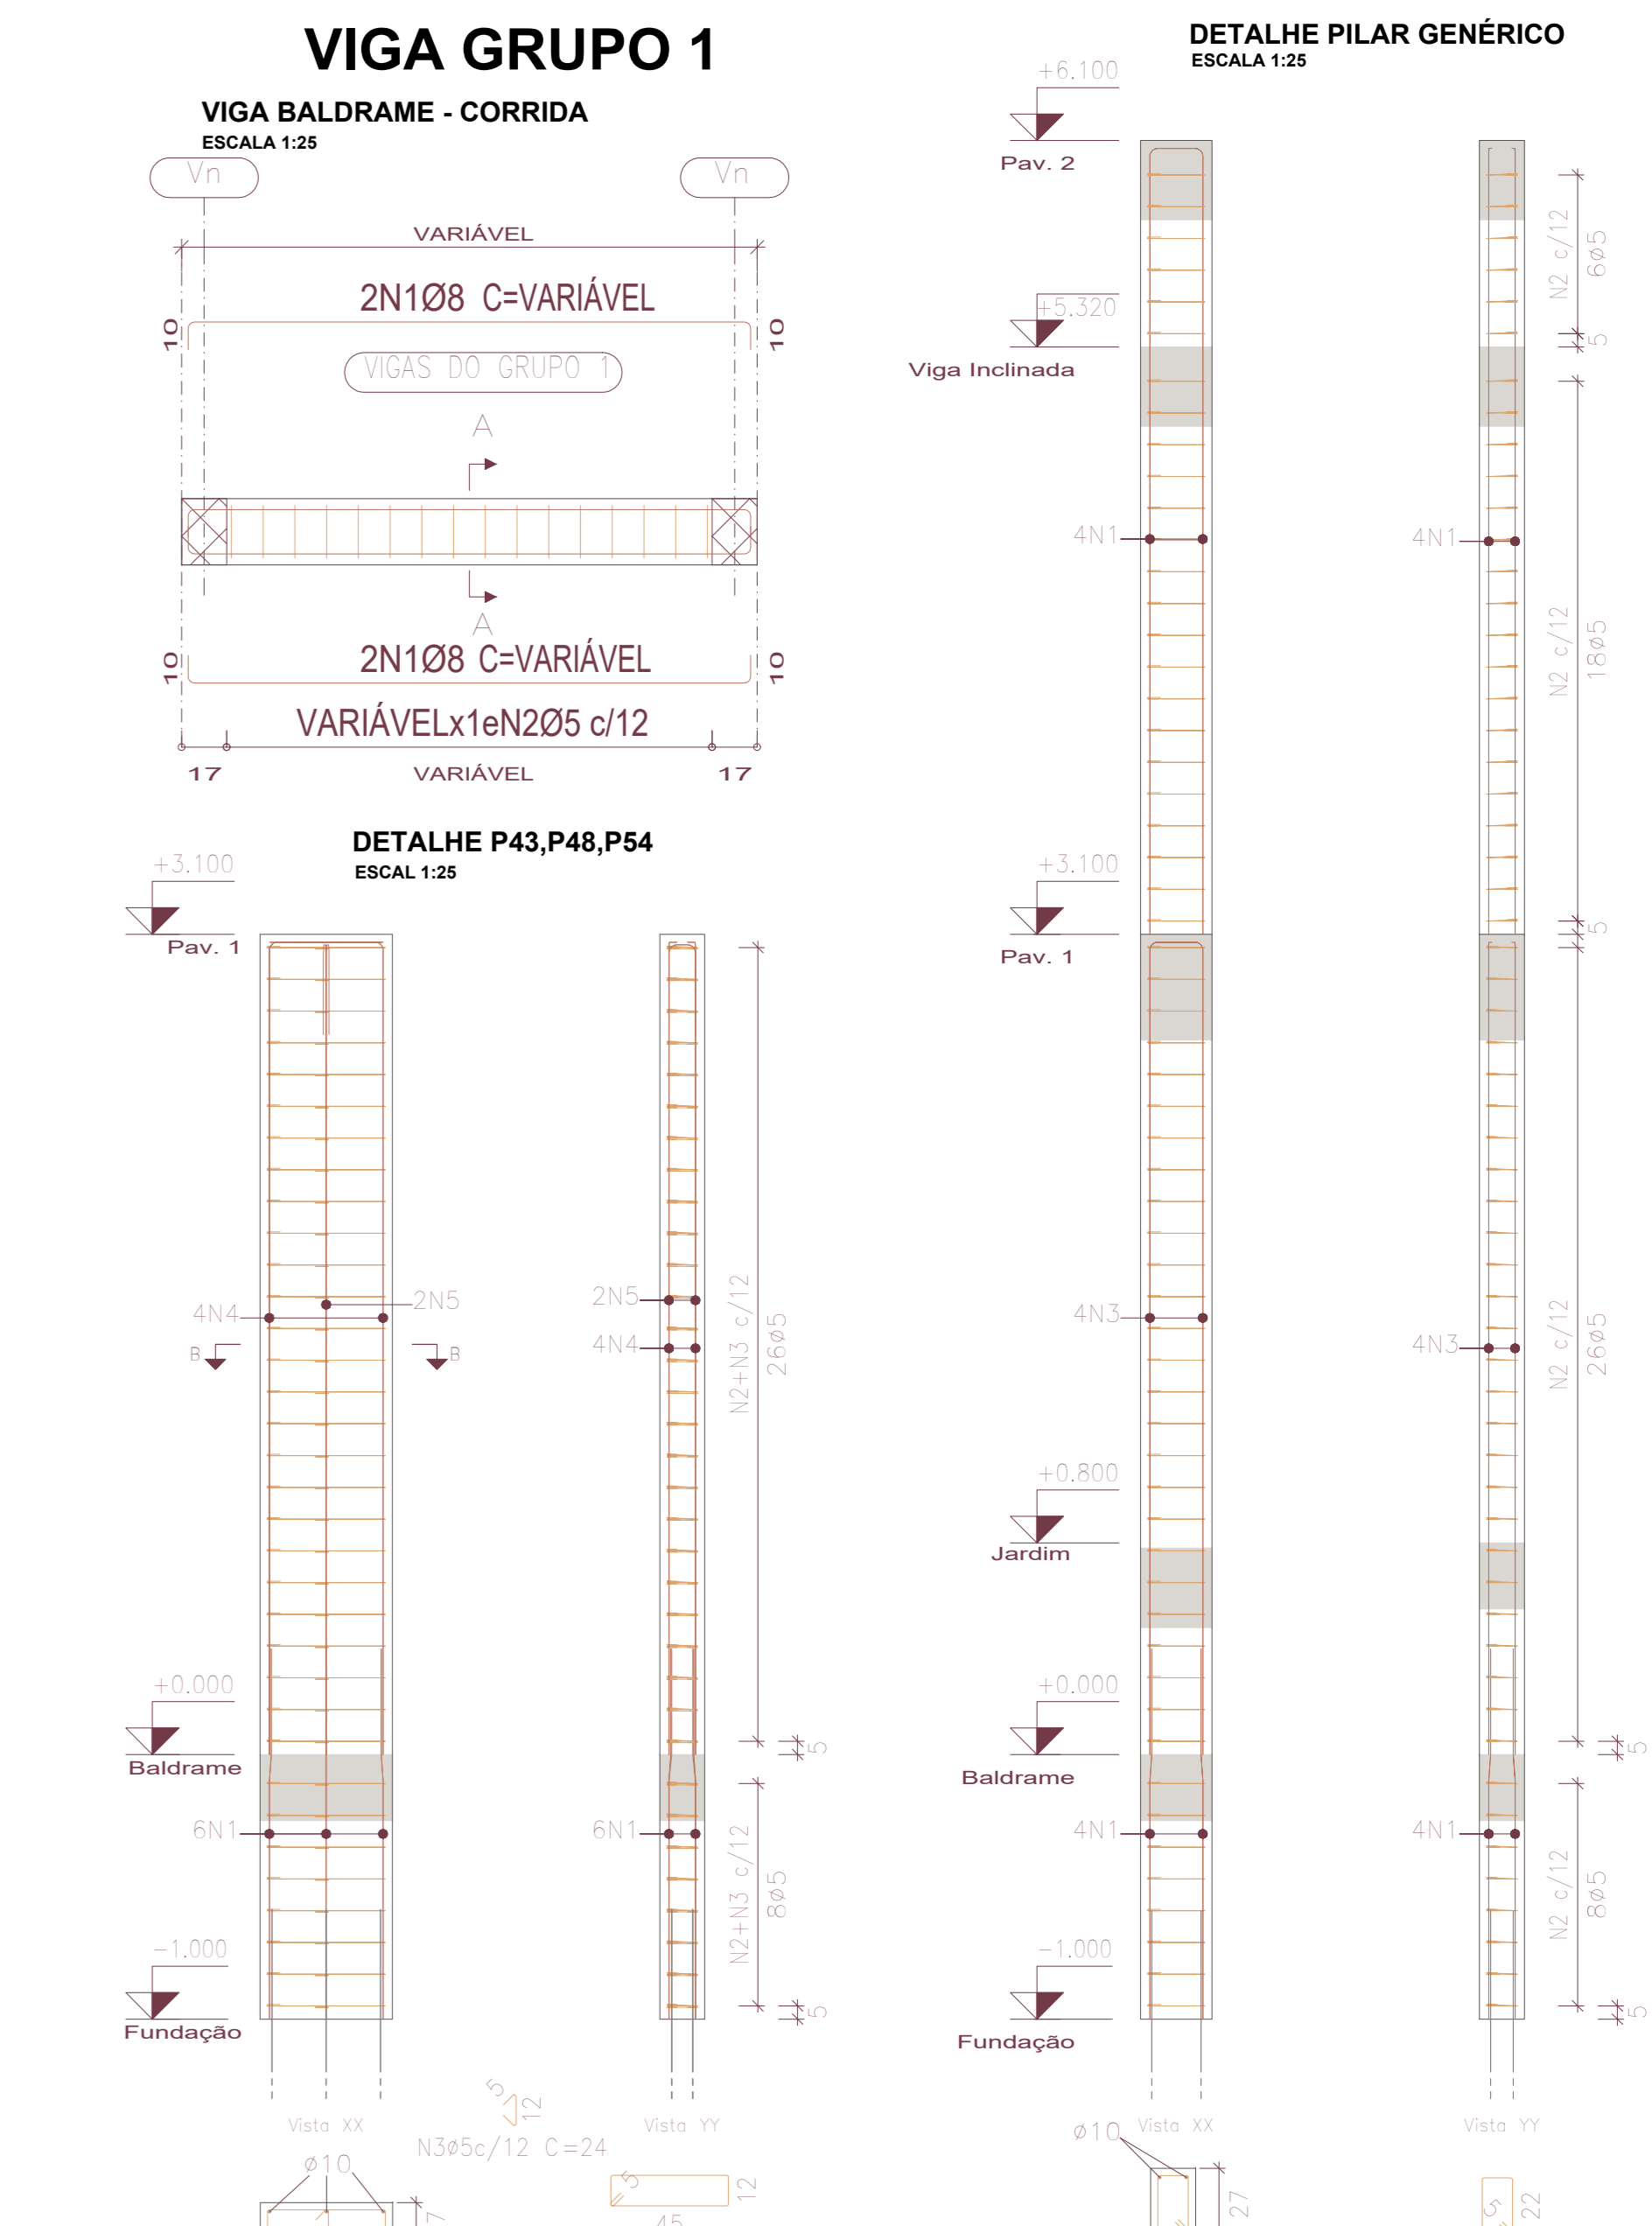 VIGA GRUPO 1
VIGA BALDRAME - CORRIDA
ESCALA 1:25
Vn
Vn
VARIÁVEL
2N1Ø8 C=VARIÁVEL
10
10
VIGAS DO GRUPO 1
A
A
2N1Ø8 C=VARIÁVEL
10
10
VARIÁVELx1eN2Ø5 c/12
17
VARIÁVEL
17
DETALHE P43,P48,P54
ESCAL 1:25
+3.100
Pav. 1
4N4
2N5
B
B
2N5
4N4
N2+N3 c/12
26ø5
+0.000
Baldrame
5
6N1
6N1
N2+N3 c/12
8ø5
-1.000
Fundação
5
Vista XX
5
12
N3ø5c/12 C=24
Vista YY
ø10
5
12
45
7
DETALHE PILAR GENÉRICO
ESCALA 1:25
+6.100
Pav. 2
N2 c/12
6ø5
+5.320
Viga Inclinada
5
4N1
4N1
N2 c/12
18ø5
+3.100
Pav. 1
5
4N3
4N3
N2 c/12
26ø5
+0.800
Jardim
+0.000
Baldrame
5
4N1
4N1
N2 c/12
8ø5
-1.000
Fundação
5
Vista XX
Vista YY
ø10
27
5
22